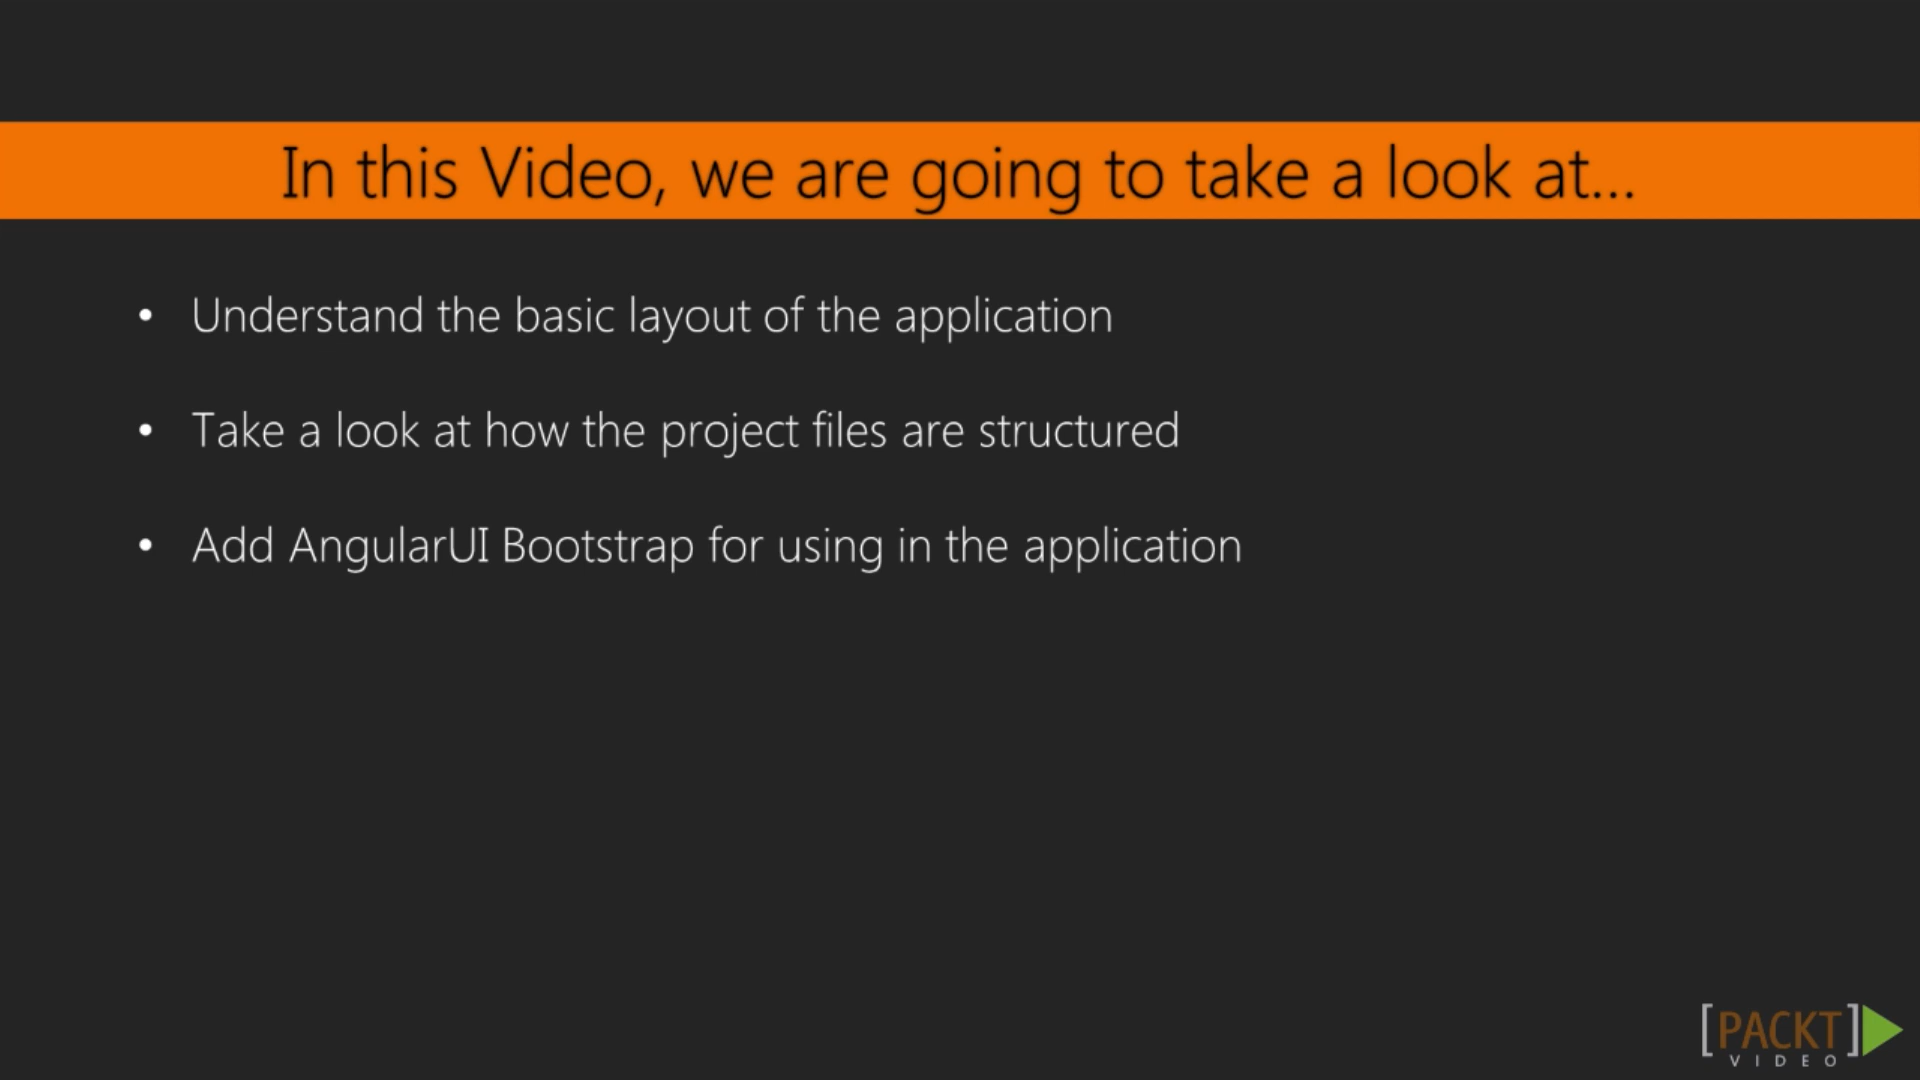 In this Video, we are going to take a look at...
• Understand the basic layout of the application
• Take a look at how the project files are structured
• Add AngularUI Bootstrap for using in the application
[PACKT]
VIDEO